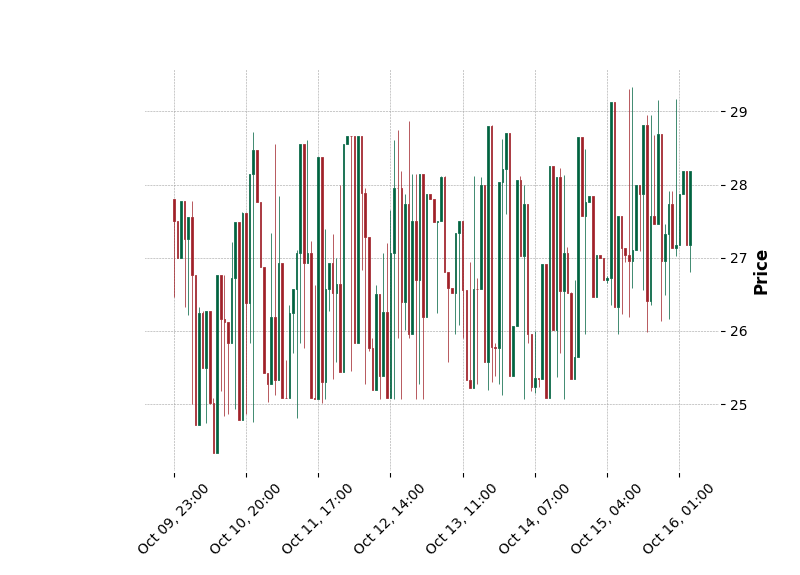 29
28
27
26
25
Price
Oct 09, 23:00
Oct 10, 20:00
Oct 11, 17:00
Oct 12, 14:00
Oct 13, 11:00
Oct 14, 07:00
Oct 15, 04:00
Oct 16, 01:00